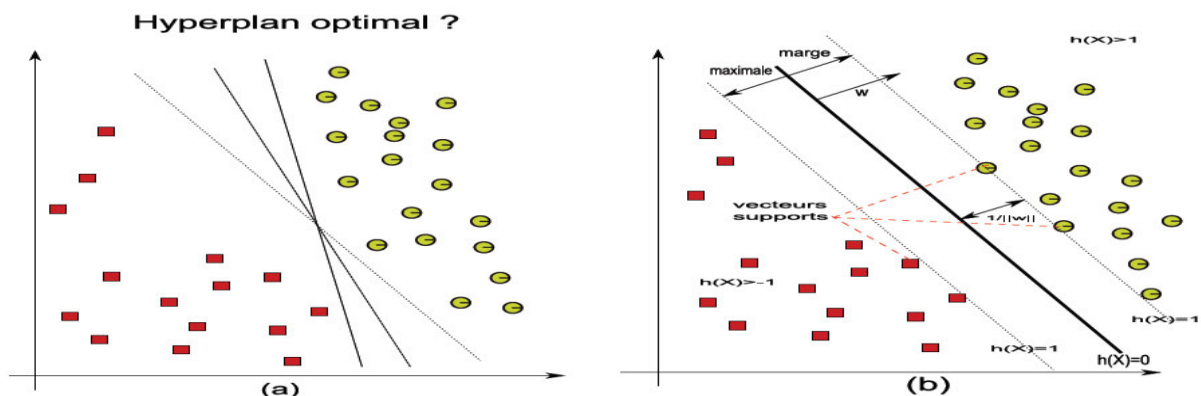 Hyperplan optimal ?
(a)
h(X)>1
marge
maximale
w
vecteurs
supports
1/||w||
h(X)>-1
h(X)=1
h(X)=1
h(X)=0
(b)